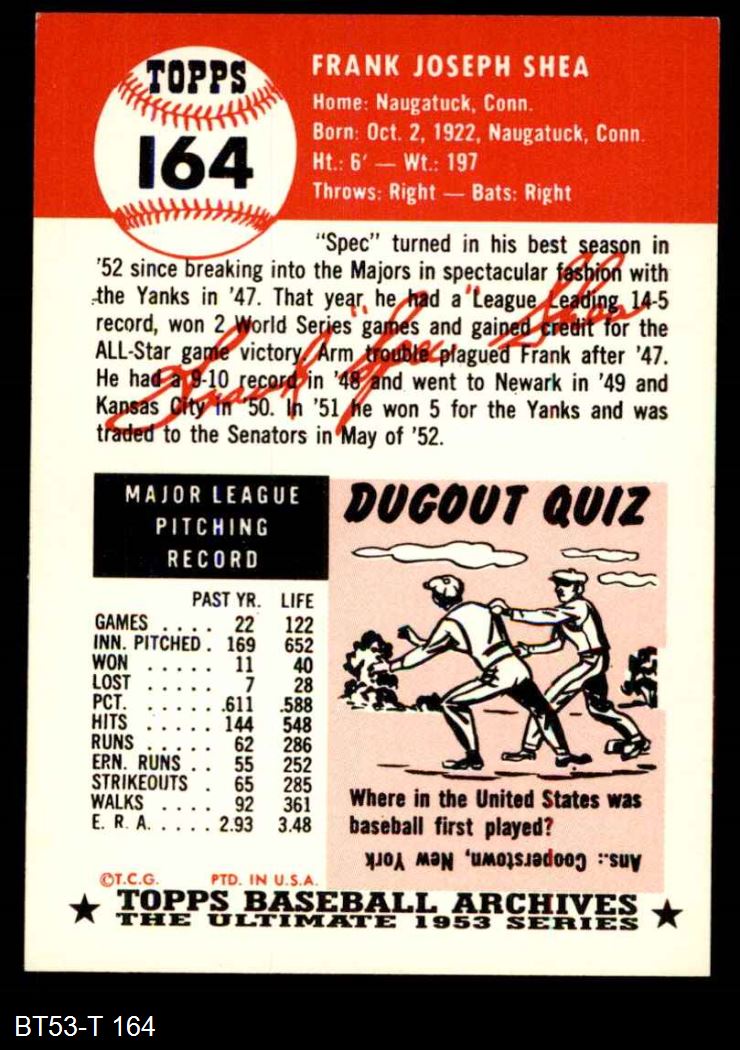 TOPPS
164
FRANK JOSEPH SHEA
Home: Naugatuck, Conn.
Born: Oct. 2, 1922, Naugatuck, Conn.
Ht.: 6' — Wt.: 197
Throws: Right — Bats: Right
"Spec" turned in his best season in
'52 since breaking into the Majors in spectacular fashion with
the Yanks in '47. That year he had a League Leading 14-5
record, won 2 World Series games and gained credit for the
ALL-Star game victory. Arm trouble plagued Frank after '47.
He had a 9-10 record in '48 and went to Newark in '49 and
Kansas City in '50. In '51 he won 5 for the Yanks and was
traded to the Senators in May of '52.
Frank "Spec" Shea
MAJOR LEAGUE
PITCHING
RECORD
PAST YR. LIFE
GAMES .... 22 122
INN. PITCHED. 169 652
WON ..... 11 40
LOST ..... 7 28
PCT. ...... .611 .588
HITS ..... 144 548
RUNS ..... 62 286
ERN. RUNS .. 55 252
STRIKEOUTS . 65 285
WALKS .... 92 361
E. R. A. .... 2.93 3.48
DUGOUT QUIZ
Where in the United States was
baseball first played?
Ans.: Cooperstown, New York
©T.C.G. PTD. IN U.S.A.
★ TOPPS BASEBALL ARCHIVES ★
THE ULTIMATE 1953 SERIES
BT53-T 164